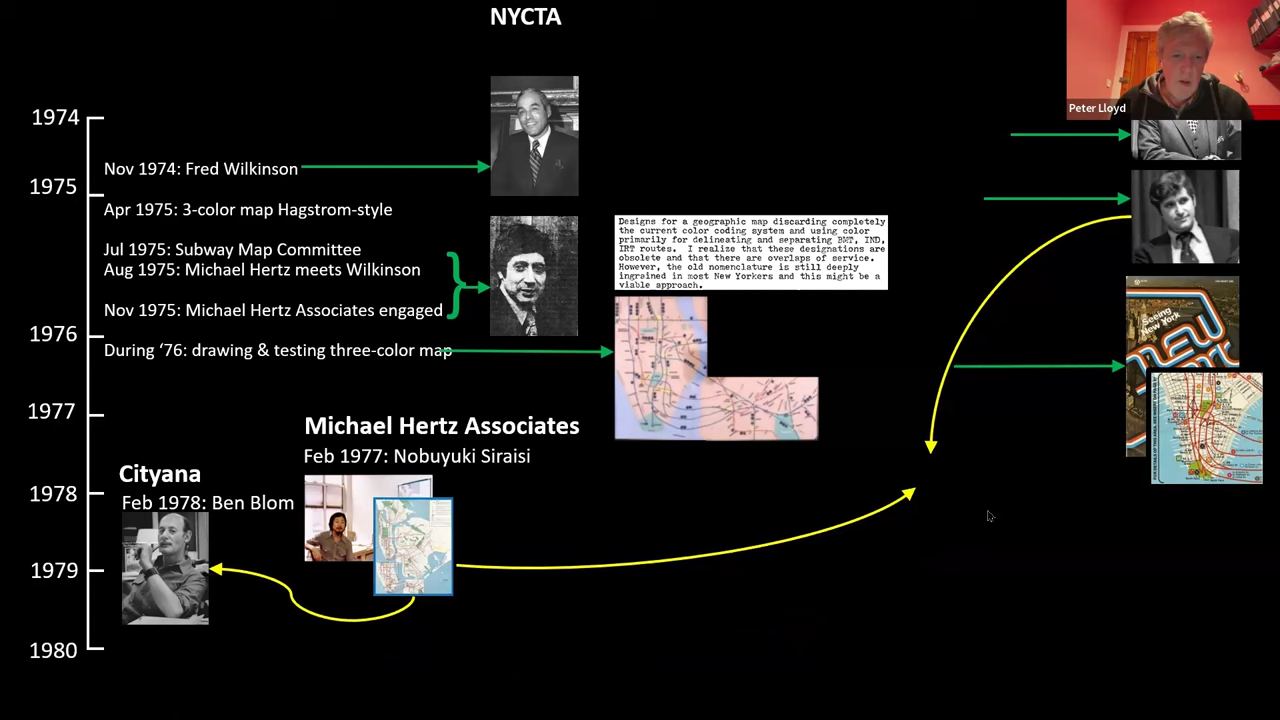 NYCTA
Peter Lloyd
1974
Nov 1974: Fred Wilkinson
1975
Apr 1975: 3-color map Hagstrom-style
Jul 1975: Subway Map Committee
Aug 1975: Michael Hertz meets Wilkinson
Nov 1975: Michael Hertz Associates engaged
Designs for a geographic map discarding completely
the current color coding system and using color
primarily for delineating and separating BMT, IND,
IRT routes. I realize that these designations are
obsolete and that there are overlaps of service.
However, the old nomenclature is still deeply
ingrained in most New Yorkers and this might be a
viable approach.
1976
During ‘76: drawing & testing three-color map
Seeing
New York
1977
Michael Hertz Associates
Feb 1977: Nobuyuki Siraisi
Cityana
1978
Feb 1978: Ben Blom
1979
1980